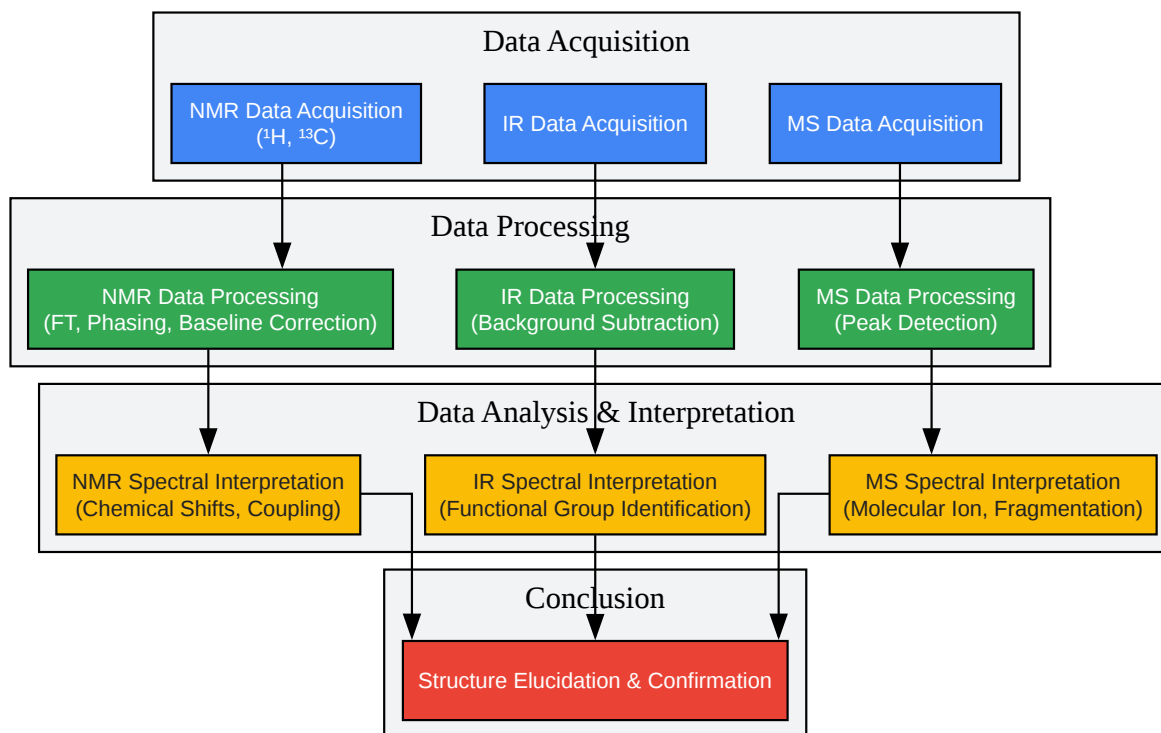 Data Acquisition
NMR Data Acquisition
(¹H, ¹³C)
IR Data Acquisition
MS Data Acquisition
Data Processing
NMR Data Processing
(FT, Phasing, Baseline Correction)
IR Data Processing
(Background Subtraction)
MS Data Processing
(Peak Detection)
Data Analysis & Interpretation
NMR Spectral Interpretation
(Chemical Shifts, Coupling)
IR Spectral Interpretation
(Functional Group Identification)
MS Spectral Interpretation
(Molecular Ion, Fragmentation)
Conclusion
Structure Elucidation & Confirmation